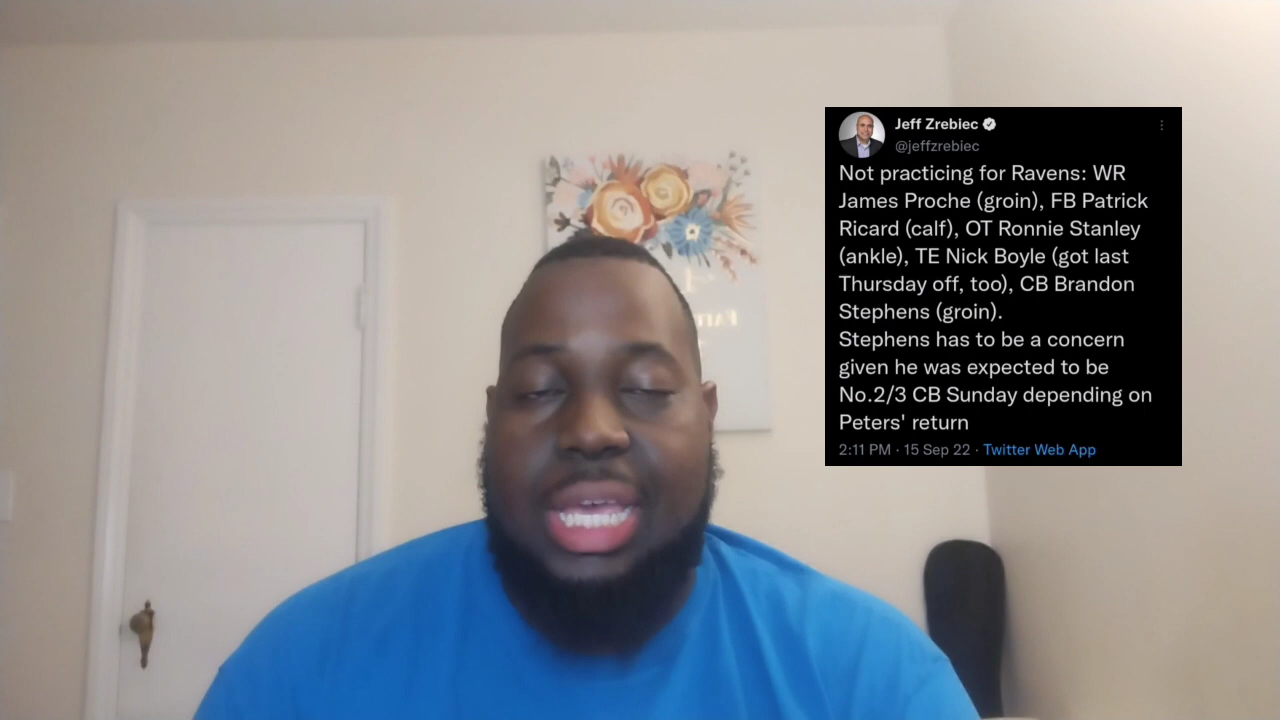 Jeff Zrebiec
@jeffzrebiec
Not practicing for Ravens: WR
James Proche (groin), FB Patrick
Ricard (calf), OT Ronnie Stanley
(ankle), TE Nick Boyle (got last
Thursday off, too), CB Brandon
Stephens (groin).
Stephens has to be a concern
given he was expected to be
No.2/3 CB Sunday depending on
Peters' return
2:11 PM · 15 Sep 22 · Twitter Web App